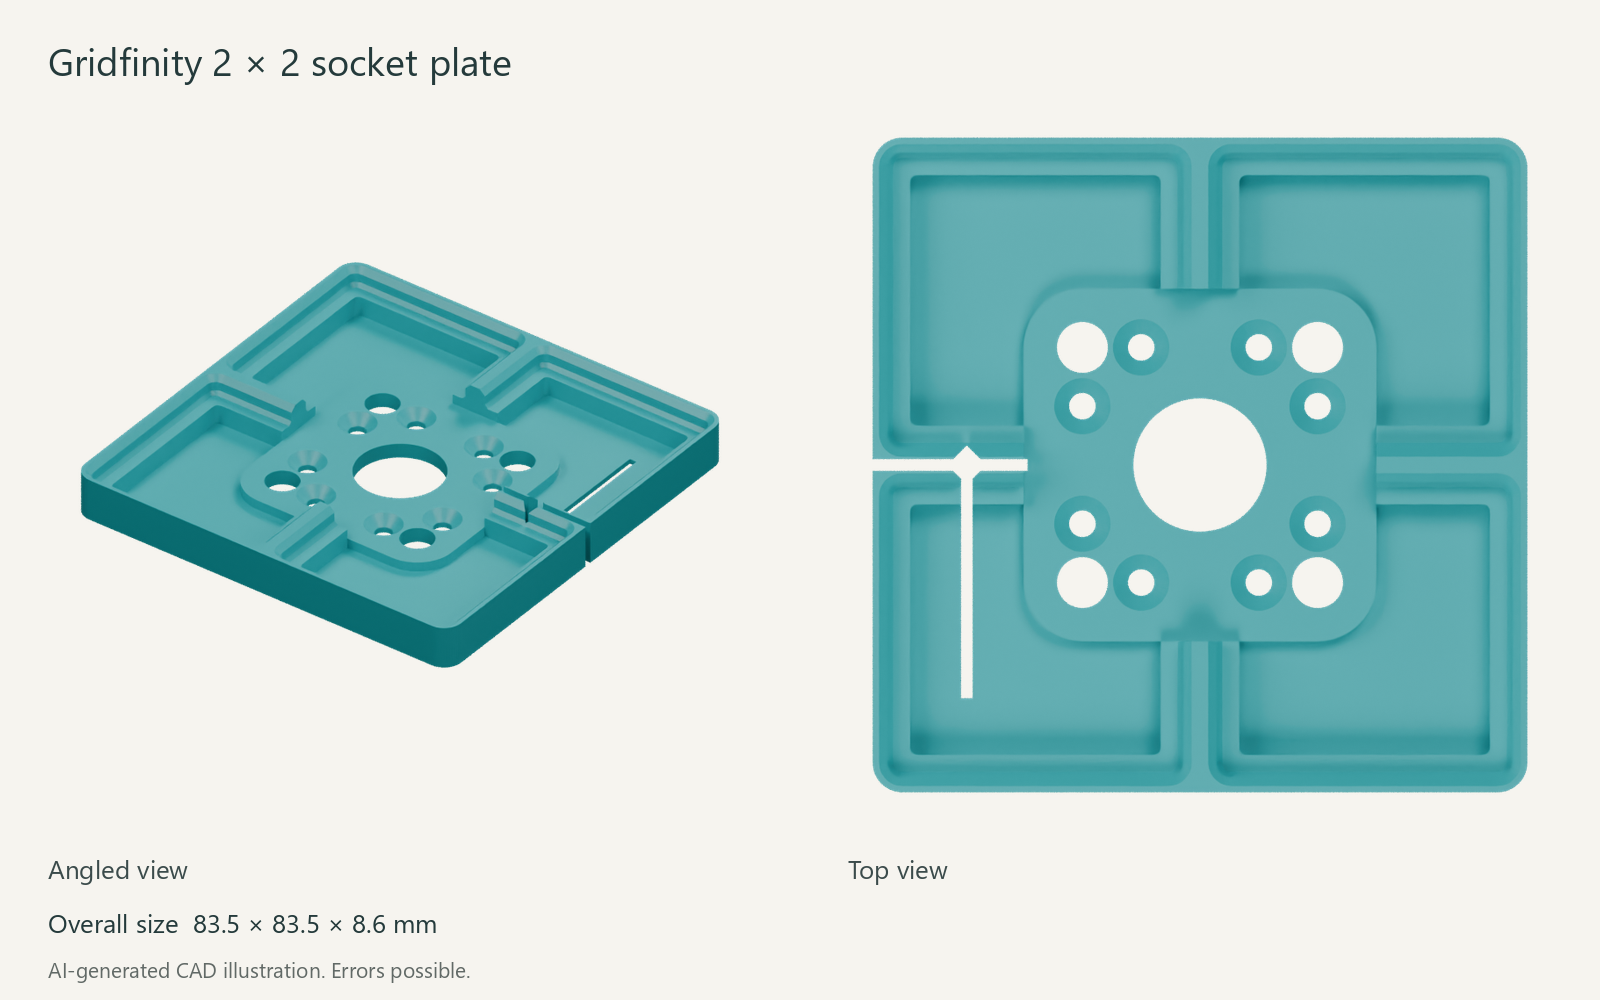 Gridfinity 2 × 2 socket plate
Angled view
Top view
Overall size 83.5 × 83.5 × 8.6 mm
AI-generated CAD illustration. Errors possible.